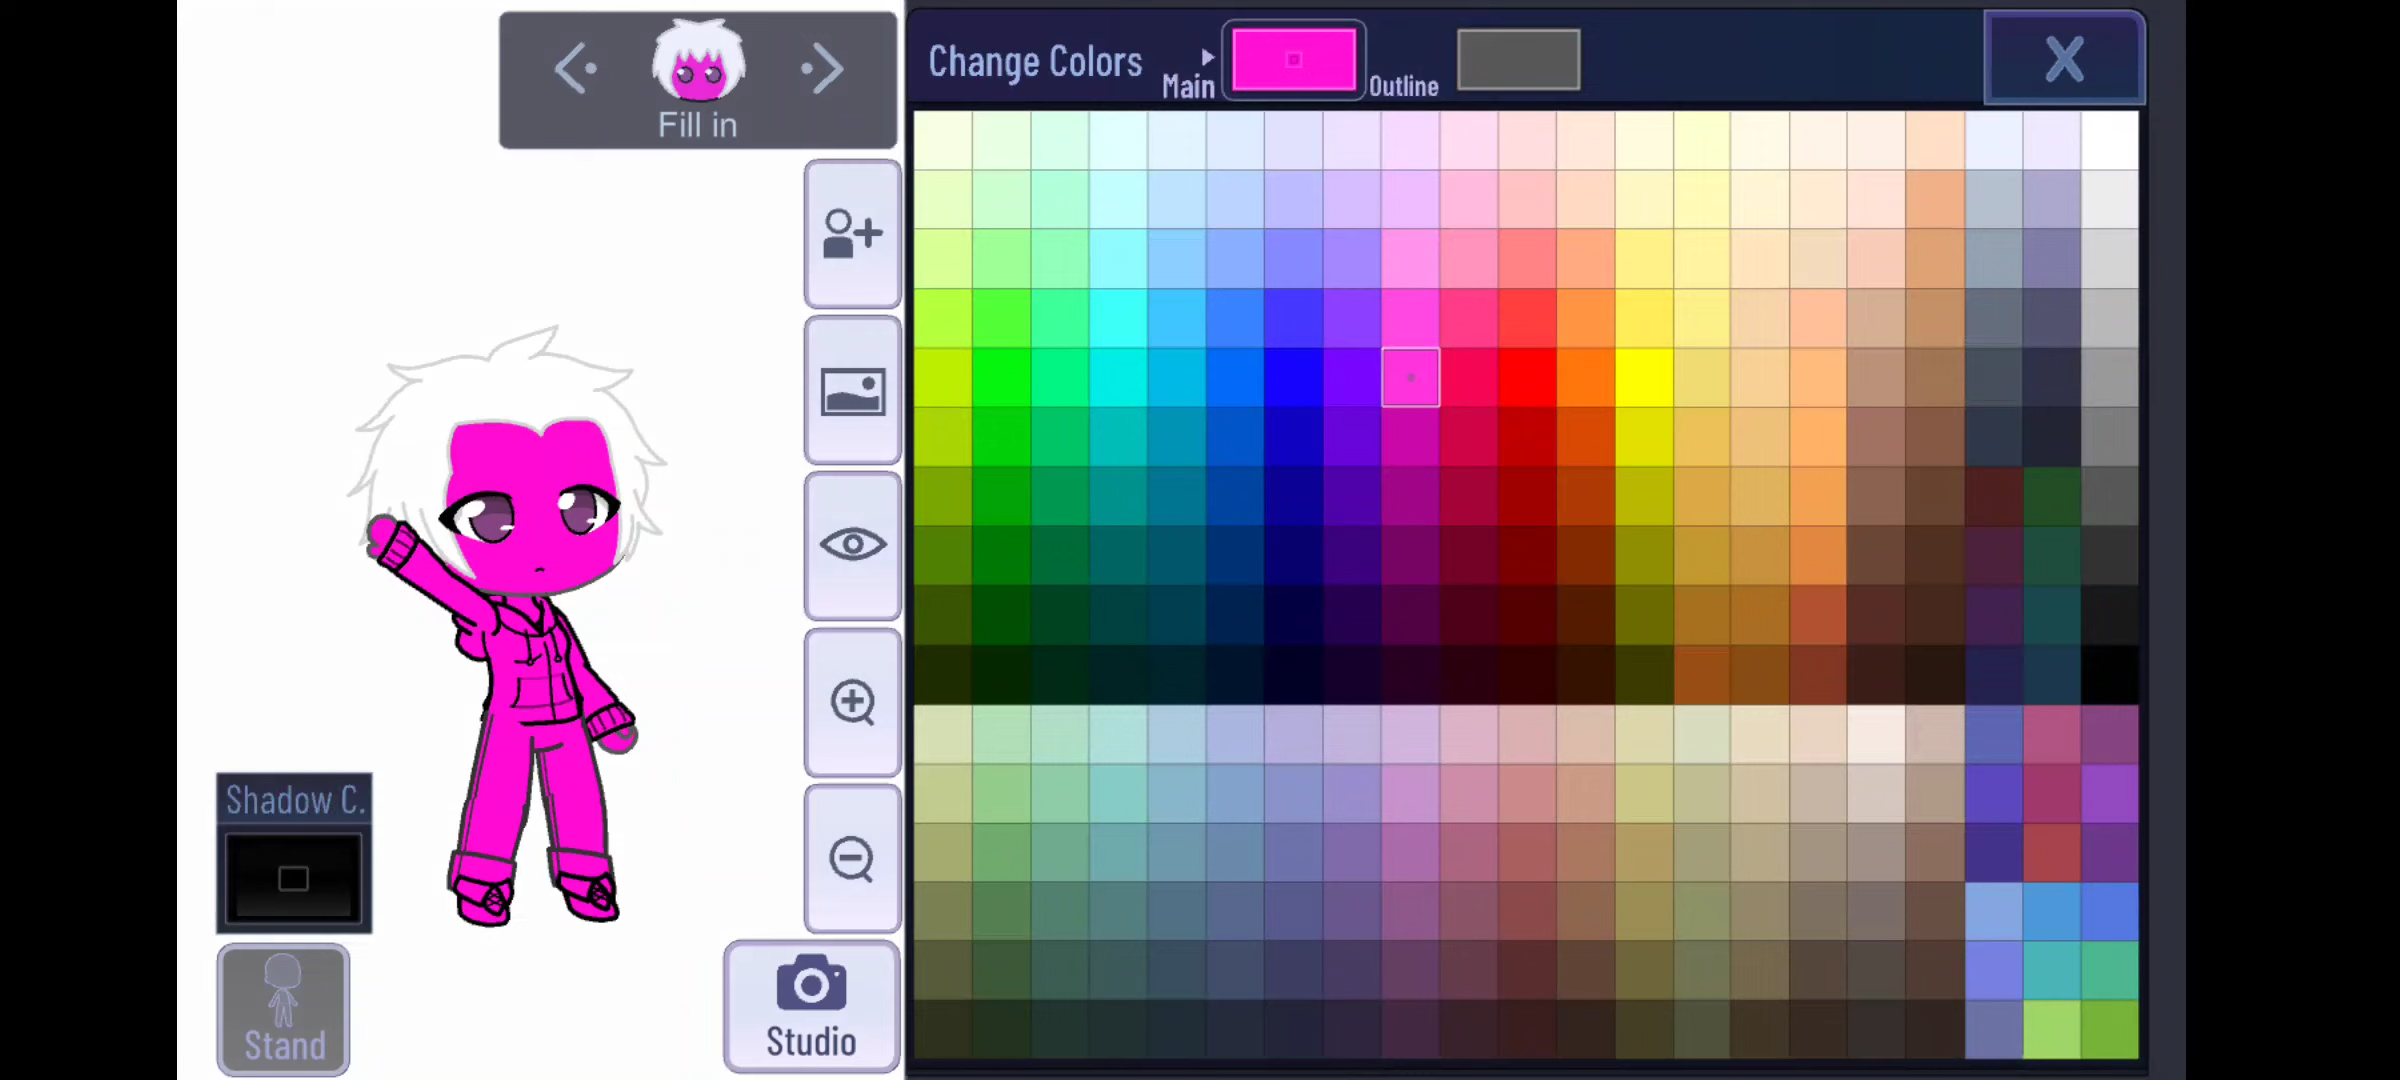 Fill in
Change Colors
Main
Outline
X
Shadow C.
Stand
Studio